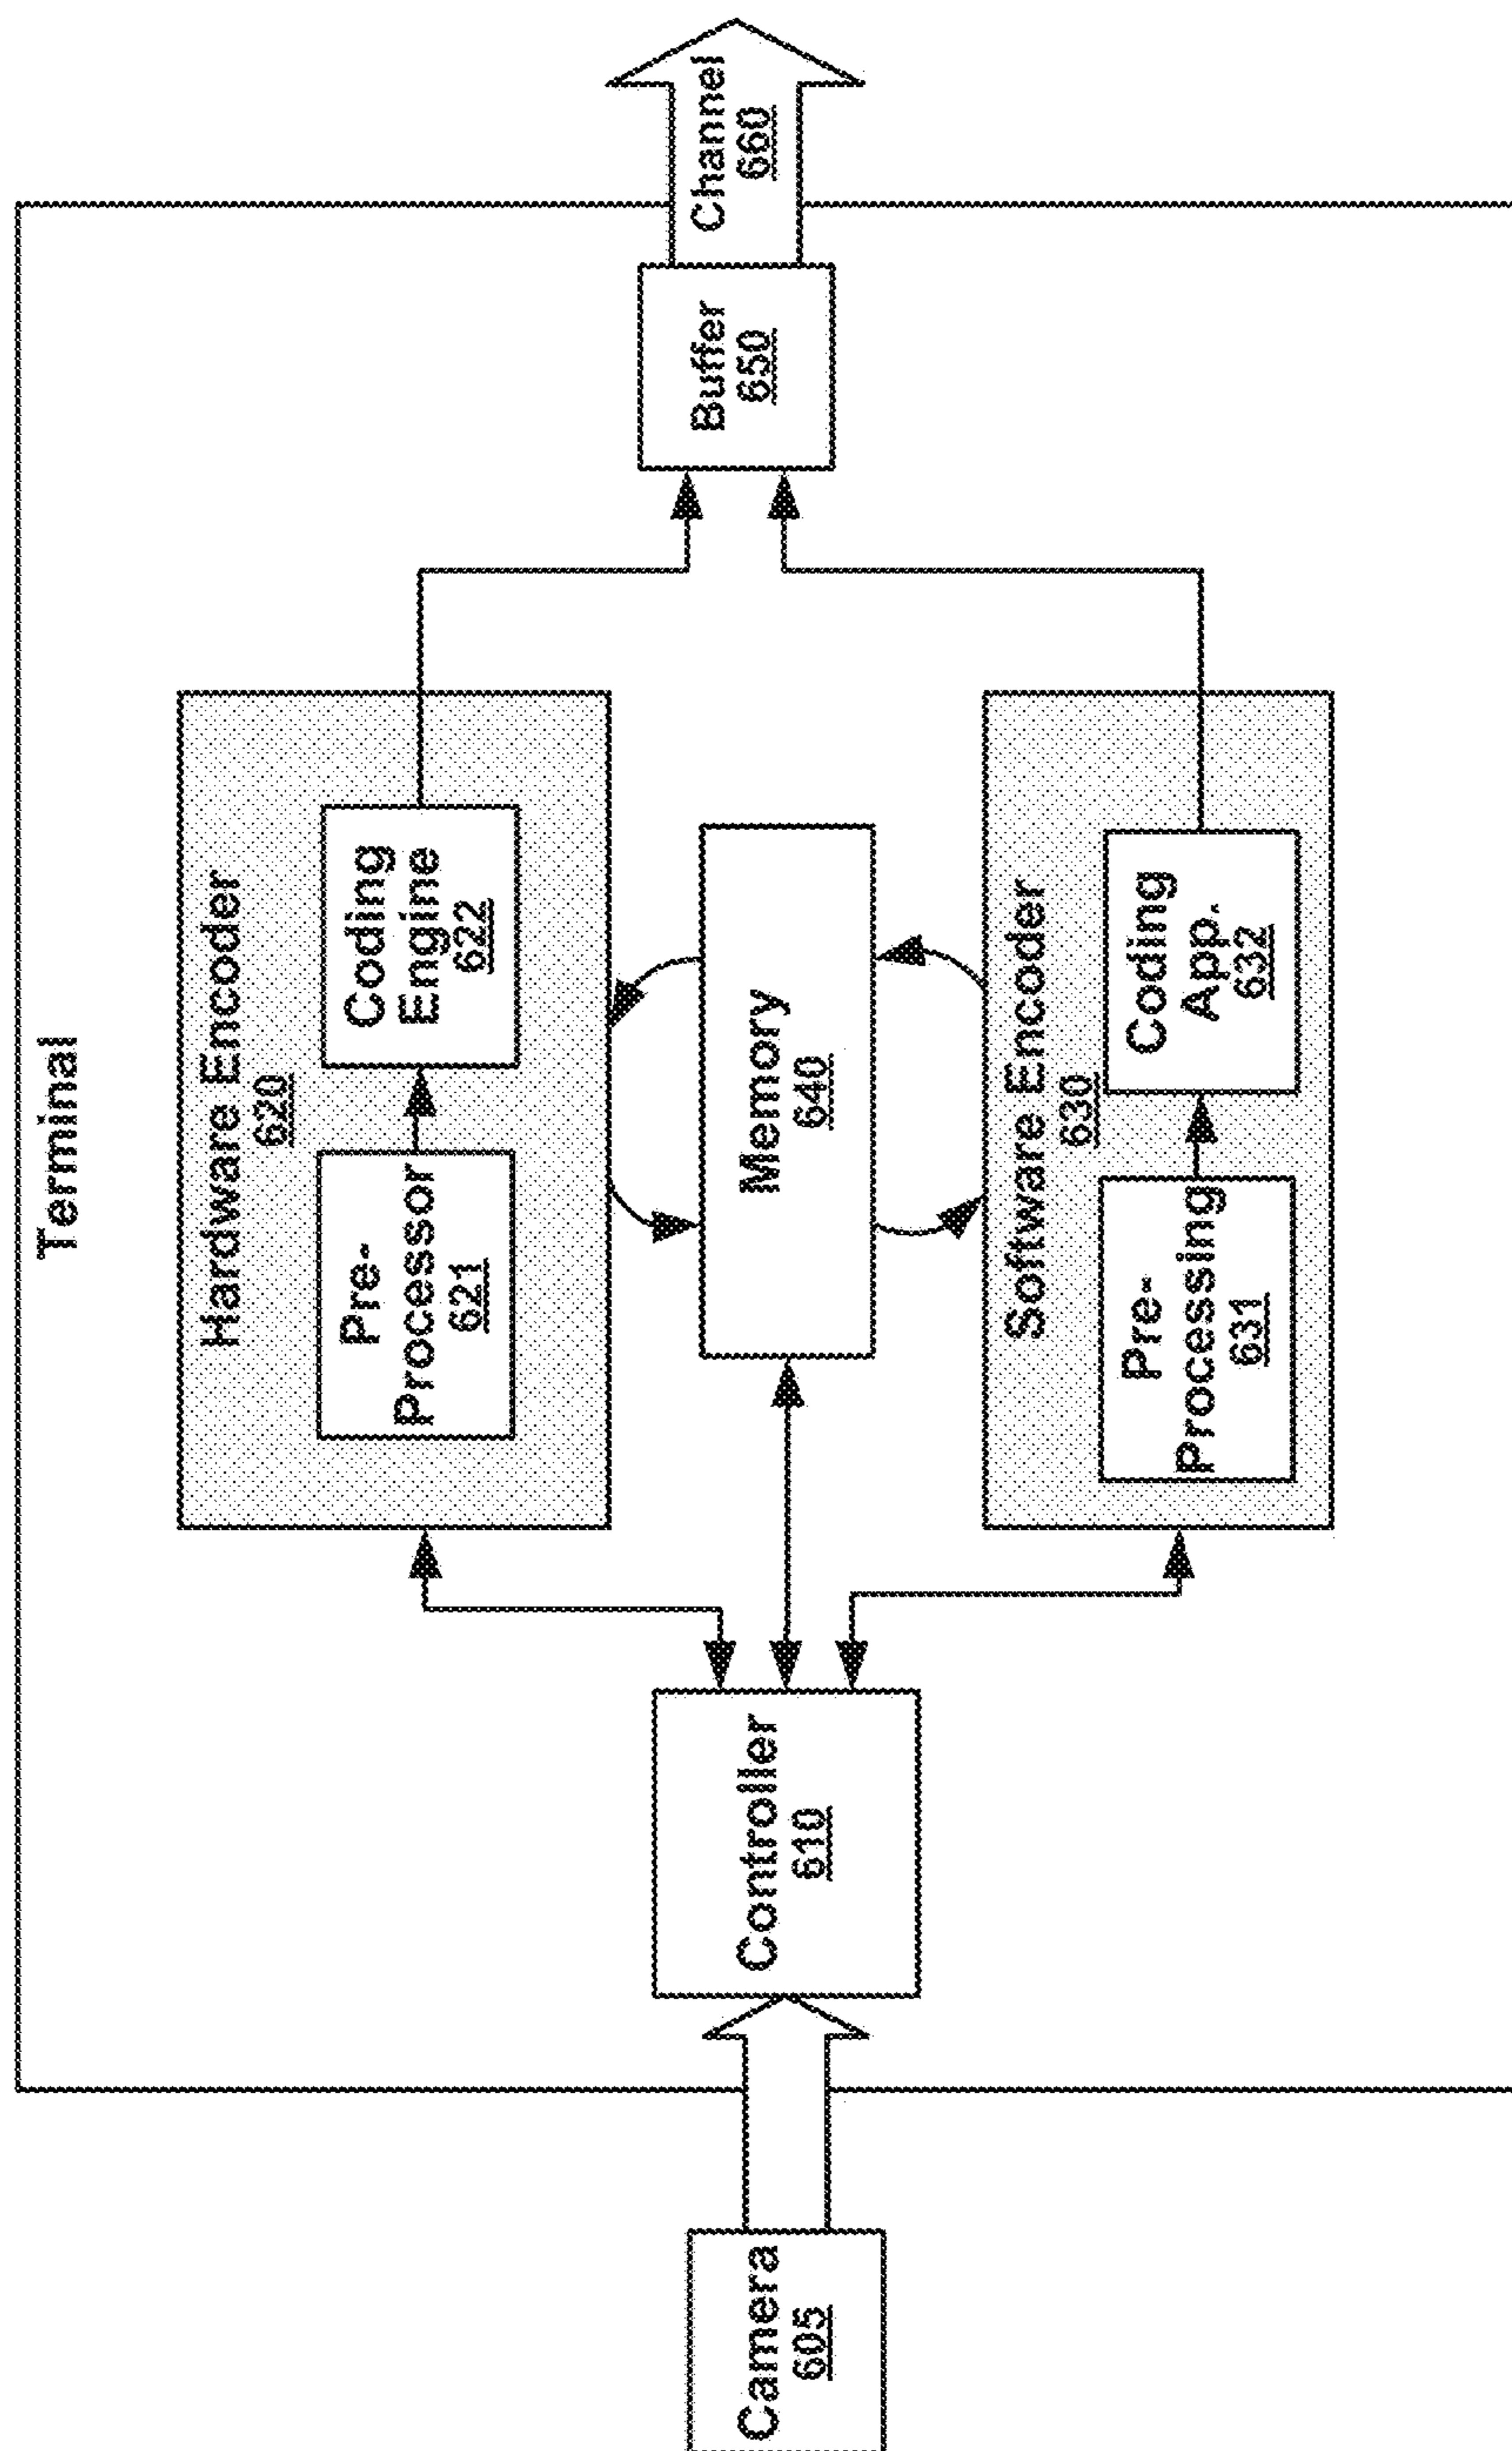 Terminal
Hardware Encoder
620
Pre-
Processor
621
Coding
Engine
622
Camera
605
Controller
610
Memory
640
Buffer
650
Channel
660
Software Encoder
630
Pre-
Processing
631
Coding
App.
632